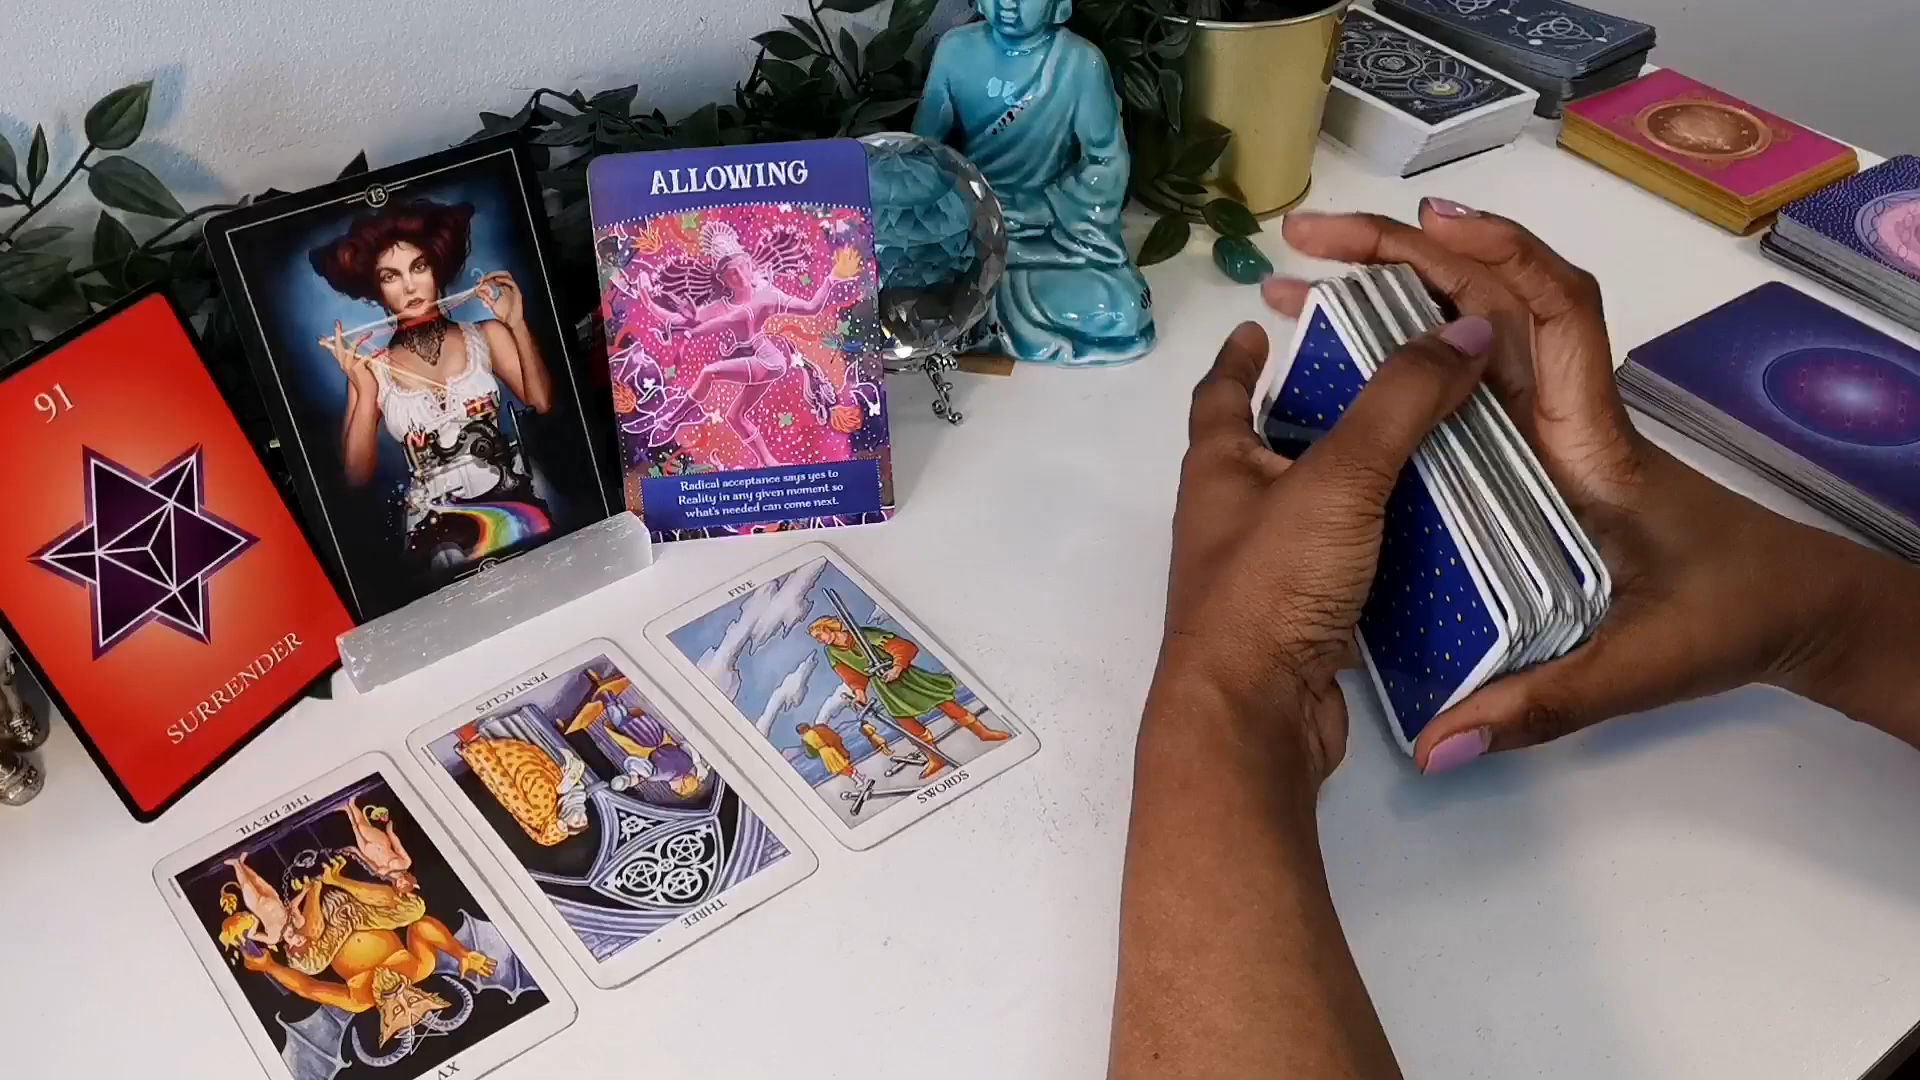 91
SURRENDER
13
ALLOWING
Radical acceptance says yes to
Reality in any given moment so
what's needed can come next.
THE DEVIL
XV
PENTACLES
THREE
FIVE
SWORDS